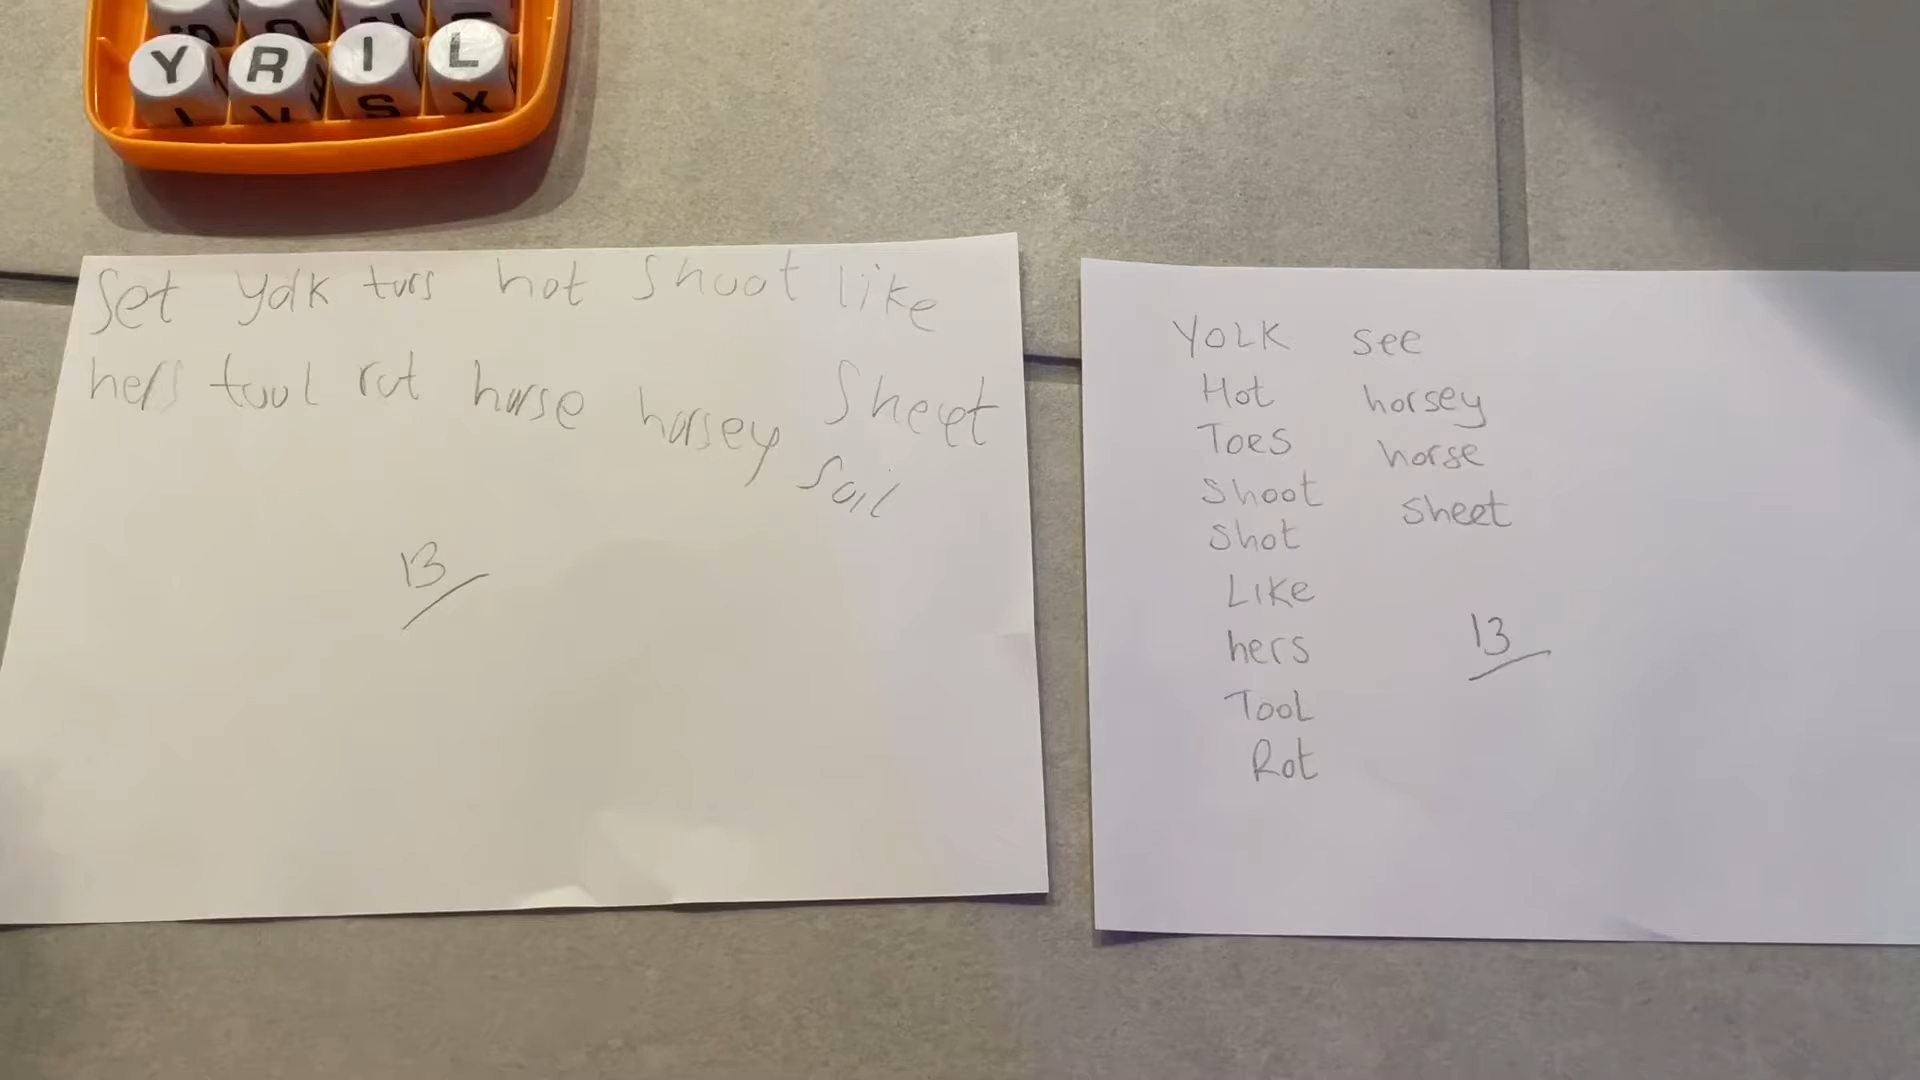 Y R I L
S X
Set yolk hot Shoot like
hers tool rot horse horsey Sheet
Soil
13
YOLK see
Hot horsey
Toes horse
Shoot sheet
Shot
Like
hers 13
Tool
Rot